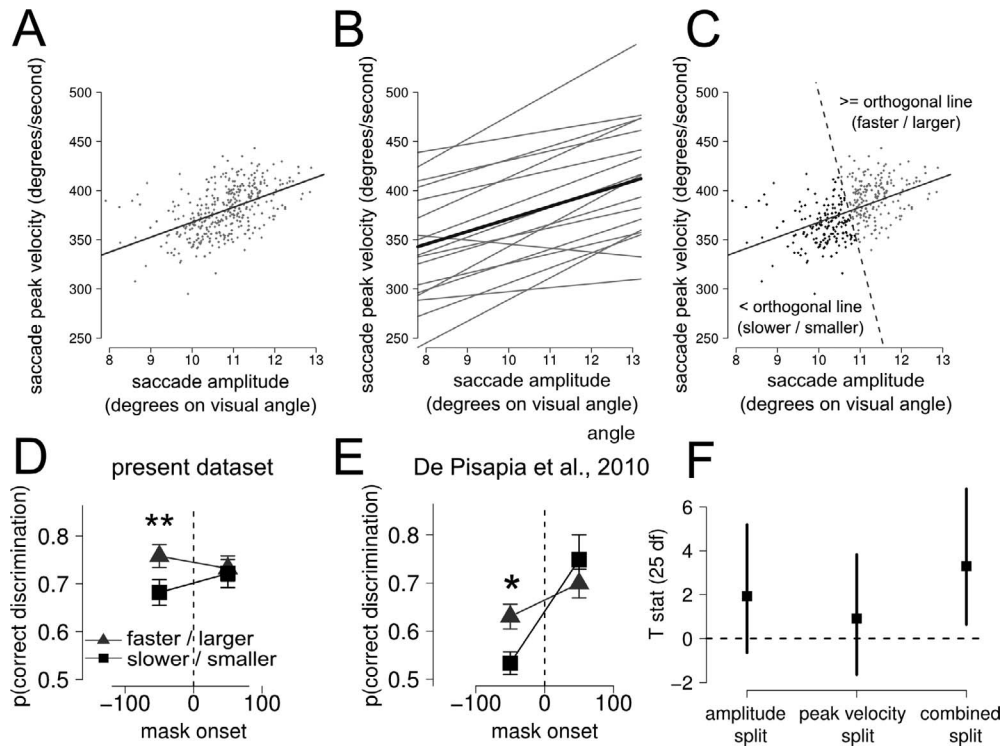 A
B
C
saccade peak velocity (degrees/second)
500
450
400
350
300
250
8 9 10 11 12 13
saccade amplitude
(degrees on visual angle)
saccade peak velocity (degrees/second)
500
450
400
350
300
250
8 9 10 11 12 13
saccade amplitude
(degrees on visual angle)
angle
saccade peak velocity (degrees/second)
500
450
400
350
300
250
>= orthogonal line
(faster / larger)
< orthogonal line
(slower / smaller)
8 9 10 11 12 13
saccade amplitude
(degrees on visual angle)
D
present dataset
p(correct discrimination)
0.8
0.7
0.6
0.5
**
faster / larger
slower / smaller
−100 0 100
mask onset
E
De Pisapia et al., 2010
p(correct discrimination)
0.8
0.7
0.6
0.5
*
−100 0 100
mask onset
F
T stat (25 df)
6
4
2
0
−2
amplitude
split
peak velocity
split
combined
split